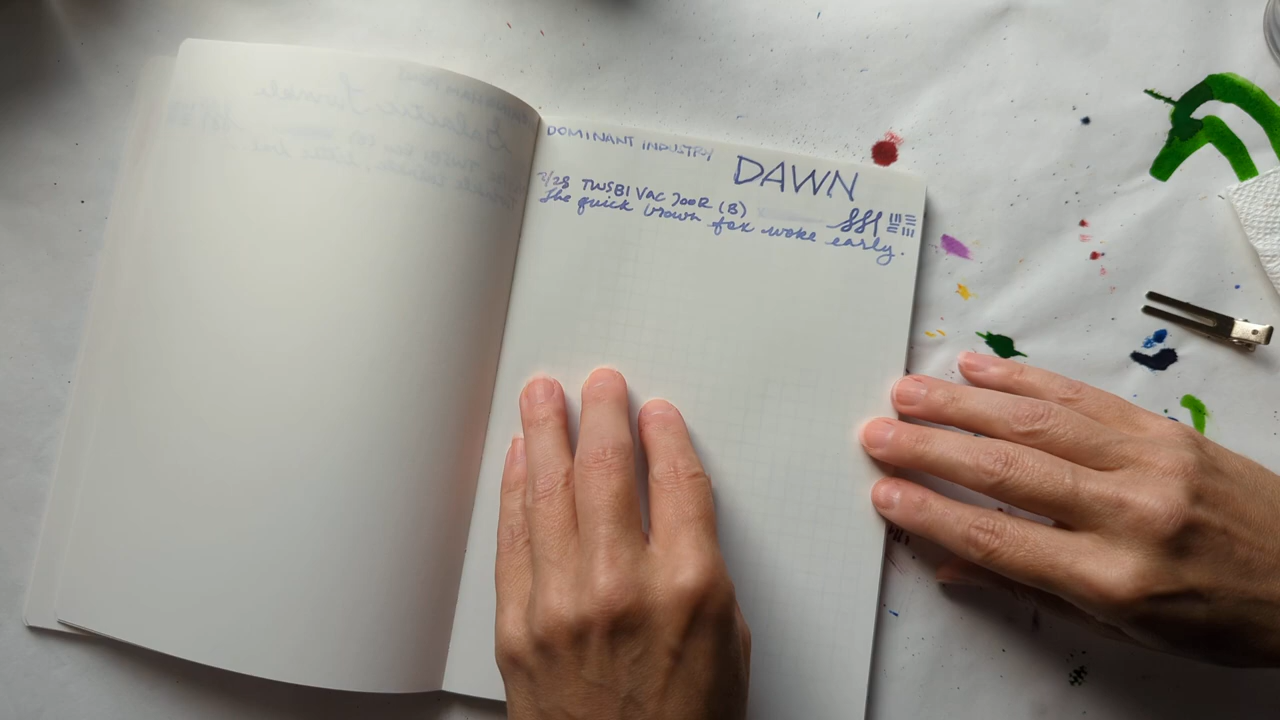 DOMINANT INDUSTRY
DAWN
2/28 TWSBI Vac 700R (B)
The quick brown fox woke early.